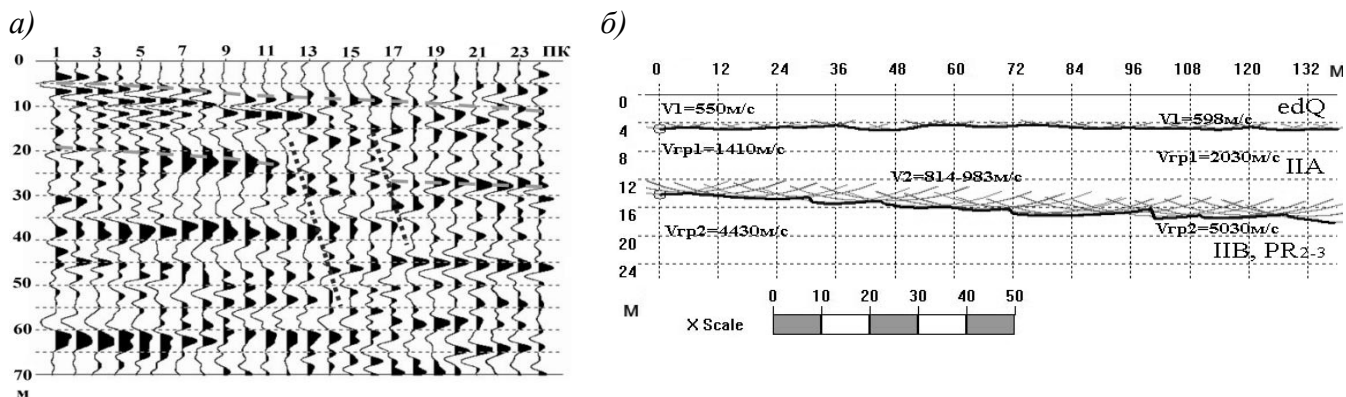 а)
1 3 5 7 9 11 13 15 17 19 21 23 ПК
0
10
20
30
40
50
60
70
м
б)
0 12 24 36 48 60 72 84 96 108 120 132 М
0
4
8
12
16
20
24
М
V1=550м/с
edQ
V1=598м/с
Vгр1=1410м/с
Vгр1=2030м/с
IIA
V2=814-983м/с
Vгр2=4430м/с
Vгр2=5030м/с
IIB, PR2-3
0 10 20 30 40 50
X Scale